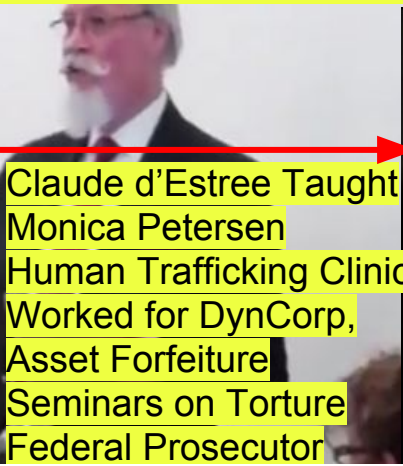 Claude d’Estree Taught
Monica Petersen
Human Trafficking Clinic
Worked for DynCorp,
Asset Forfeiture
Seminars on Torture
Federal Prosecutor